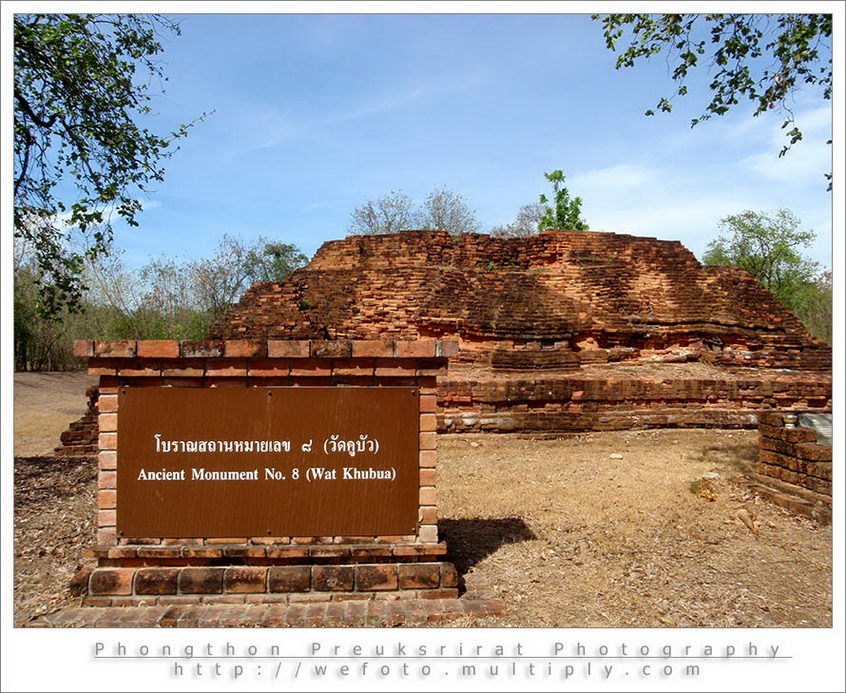 โบราณสถานหมายเลข ๘ (วัดคูบัว)
Ancient Monument No. 8 (Wat Khubua)
Phongthon Preuksrirat Photography
http://wefoto.multiply.com